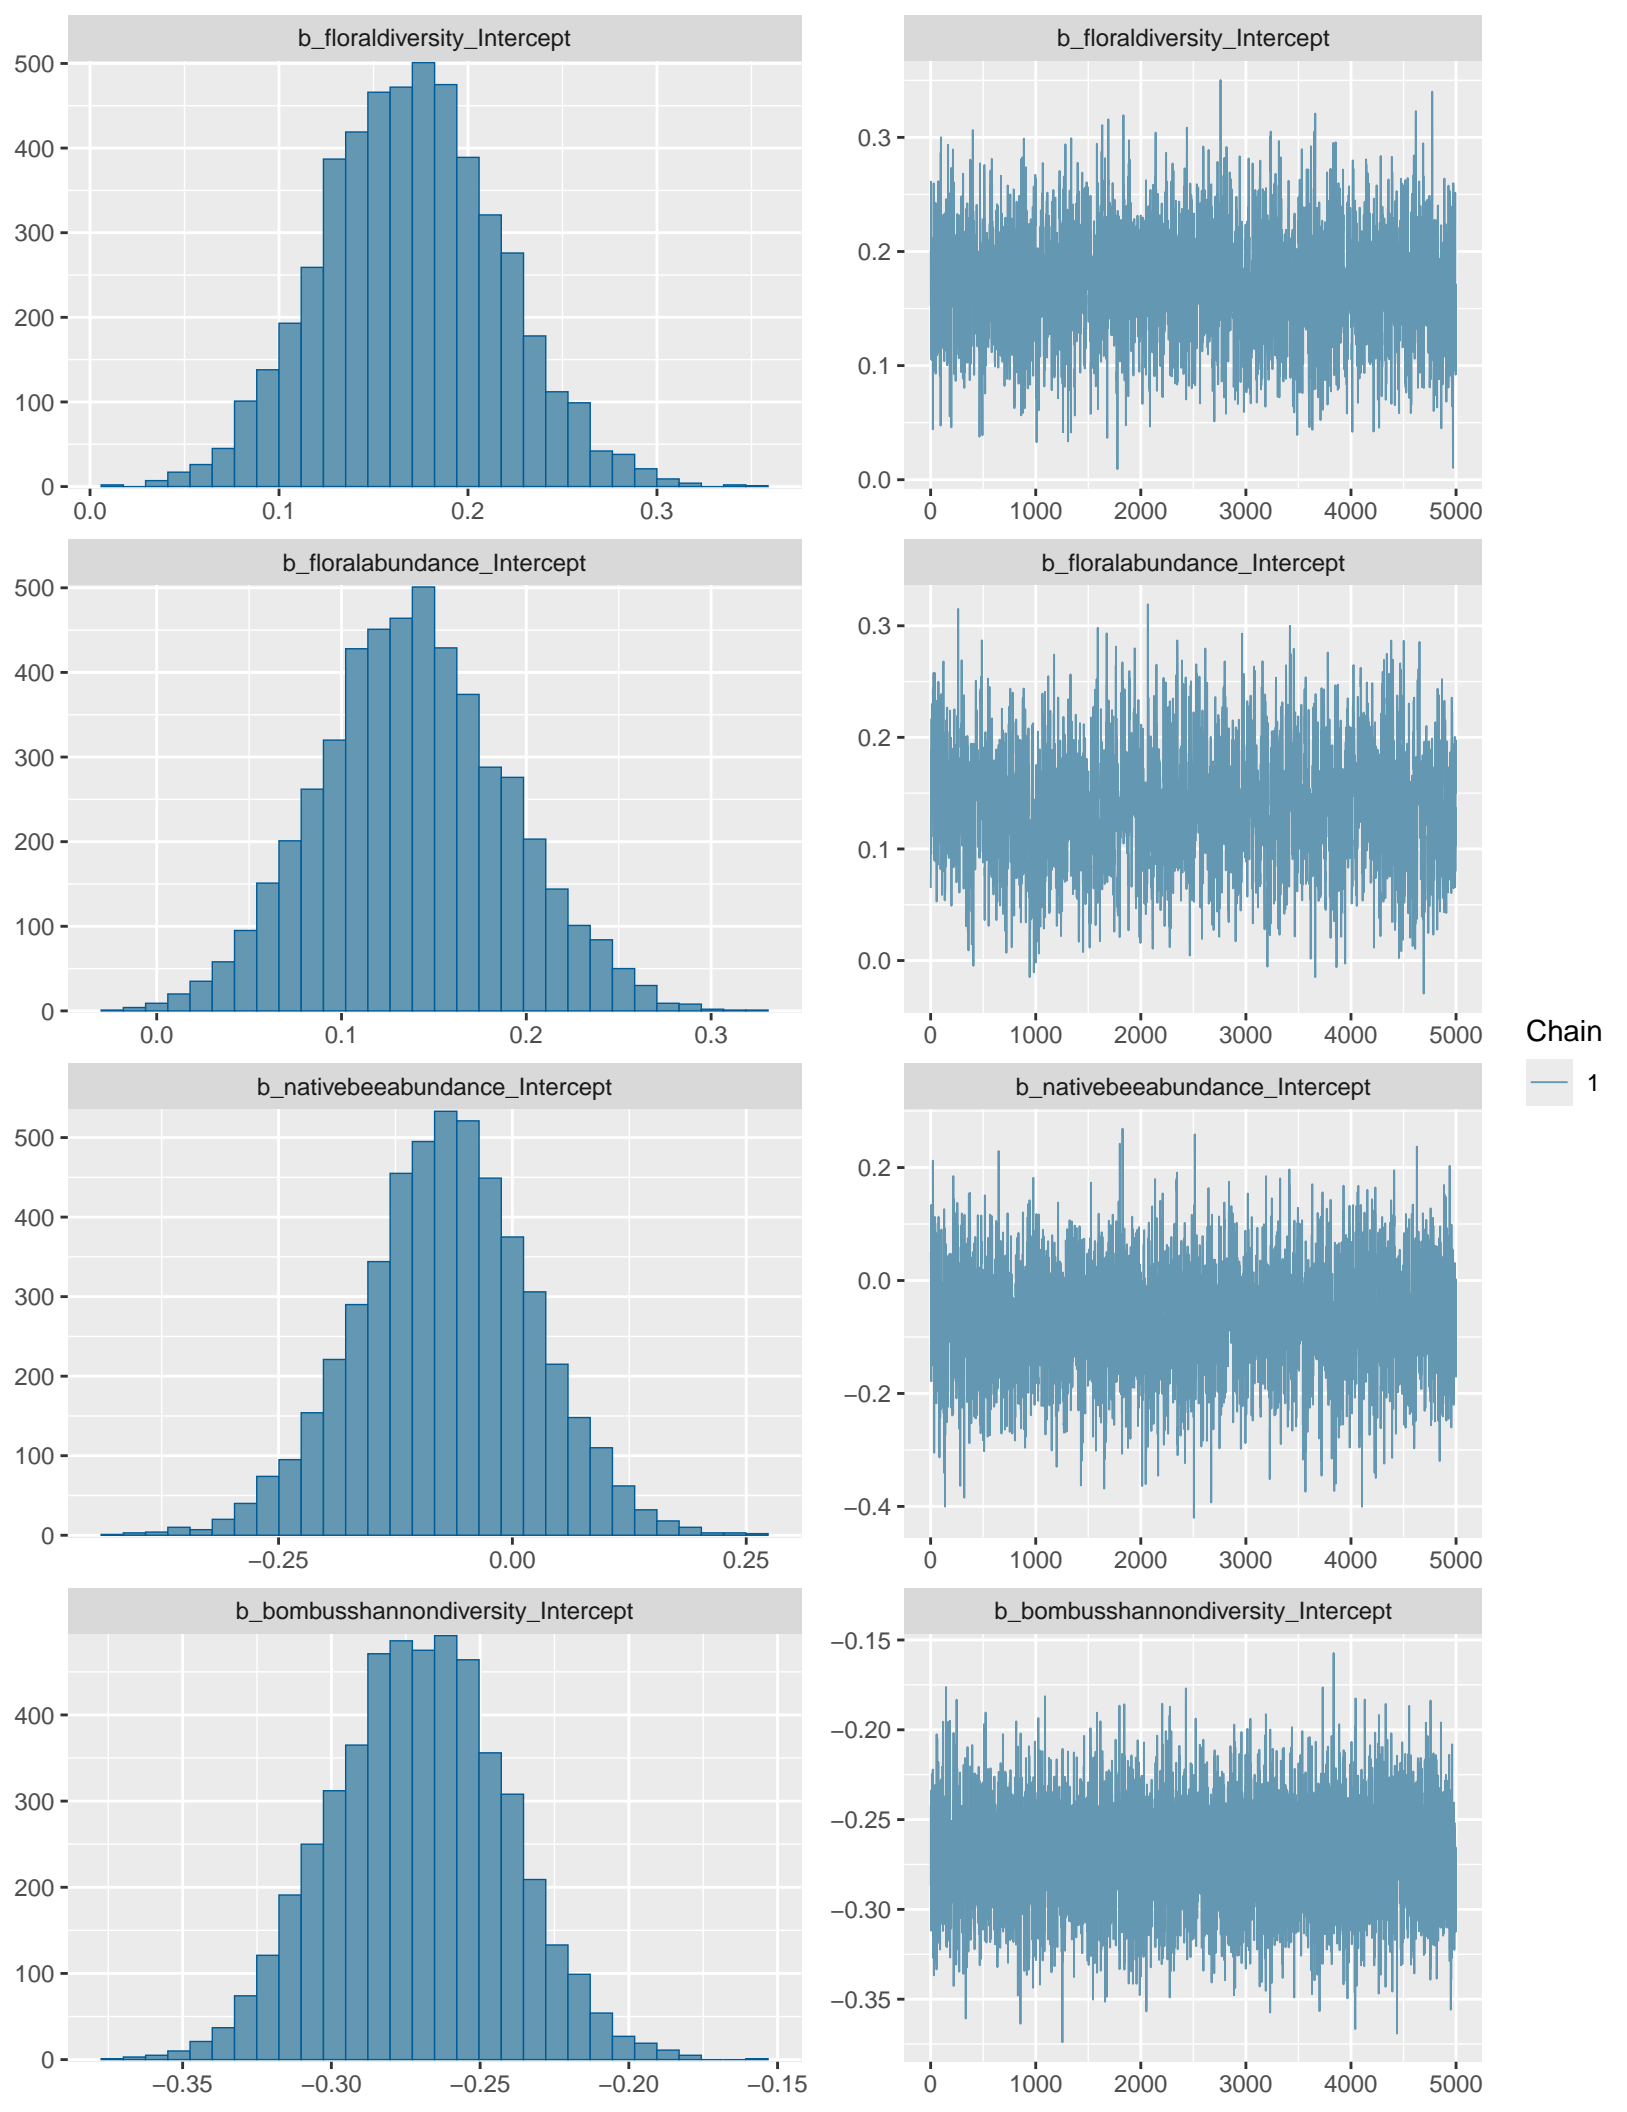 b_floraldiversity_Intercept
500
400
300
200
100
0
0.0 0.1 0.2 0.3
b_floraldiversity_Intercept
0.3
0.2
0.1
0.0
0 1000 2000 3000 4000 5000
b_floralabundance_Intercept
500
400
300
200
100
0
0.0 0.1 0.2 0.3
b_floralabundance_Intercept
0.3
0.2
0.1
0.0
0 1000 2000 3000 4000 5000
b_nativebeeabundance_Intercept
500
400
300
200
100
0
−0.25 0.00 0.25
b_nativebeeabundance_Intercept
0.2
0.0
−0.2
−0.4
0 1000 2000 3000 4000 5000
b_bombusshannondiversity_Intercept
400
300
200
100
0
−0.35 −0.30 −0.25 −0.20 −0.15
b_bombusshannondiversity_Intercept
−0.15
−0.20
−0.25
−0.30
−0.35
0 1000 2000 3000 4000 5000
Chain
1